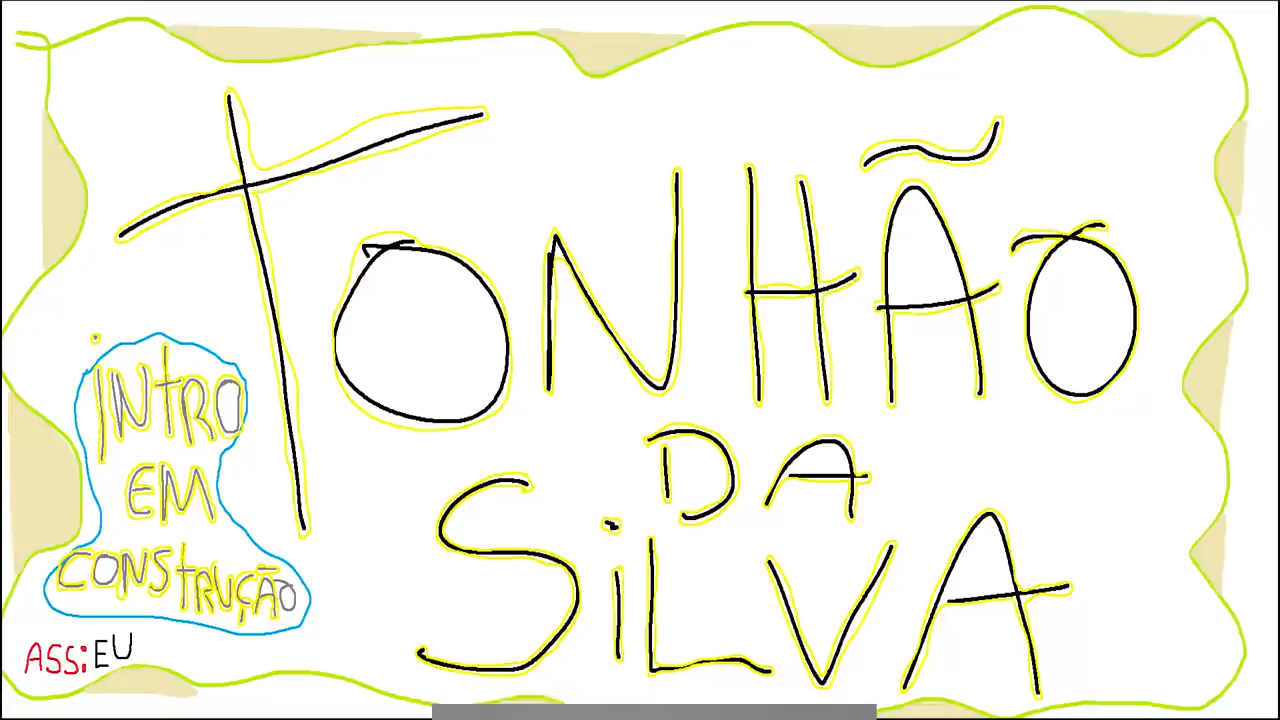 TONHÃO
DA
SiLVA
iNTRO
EM
CONSTRUÇÃO
ASS: EU